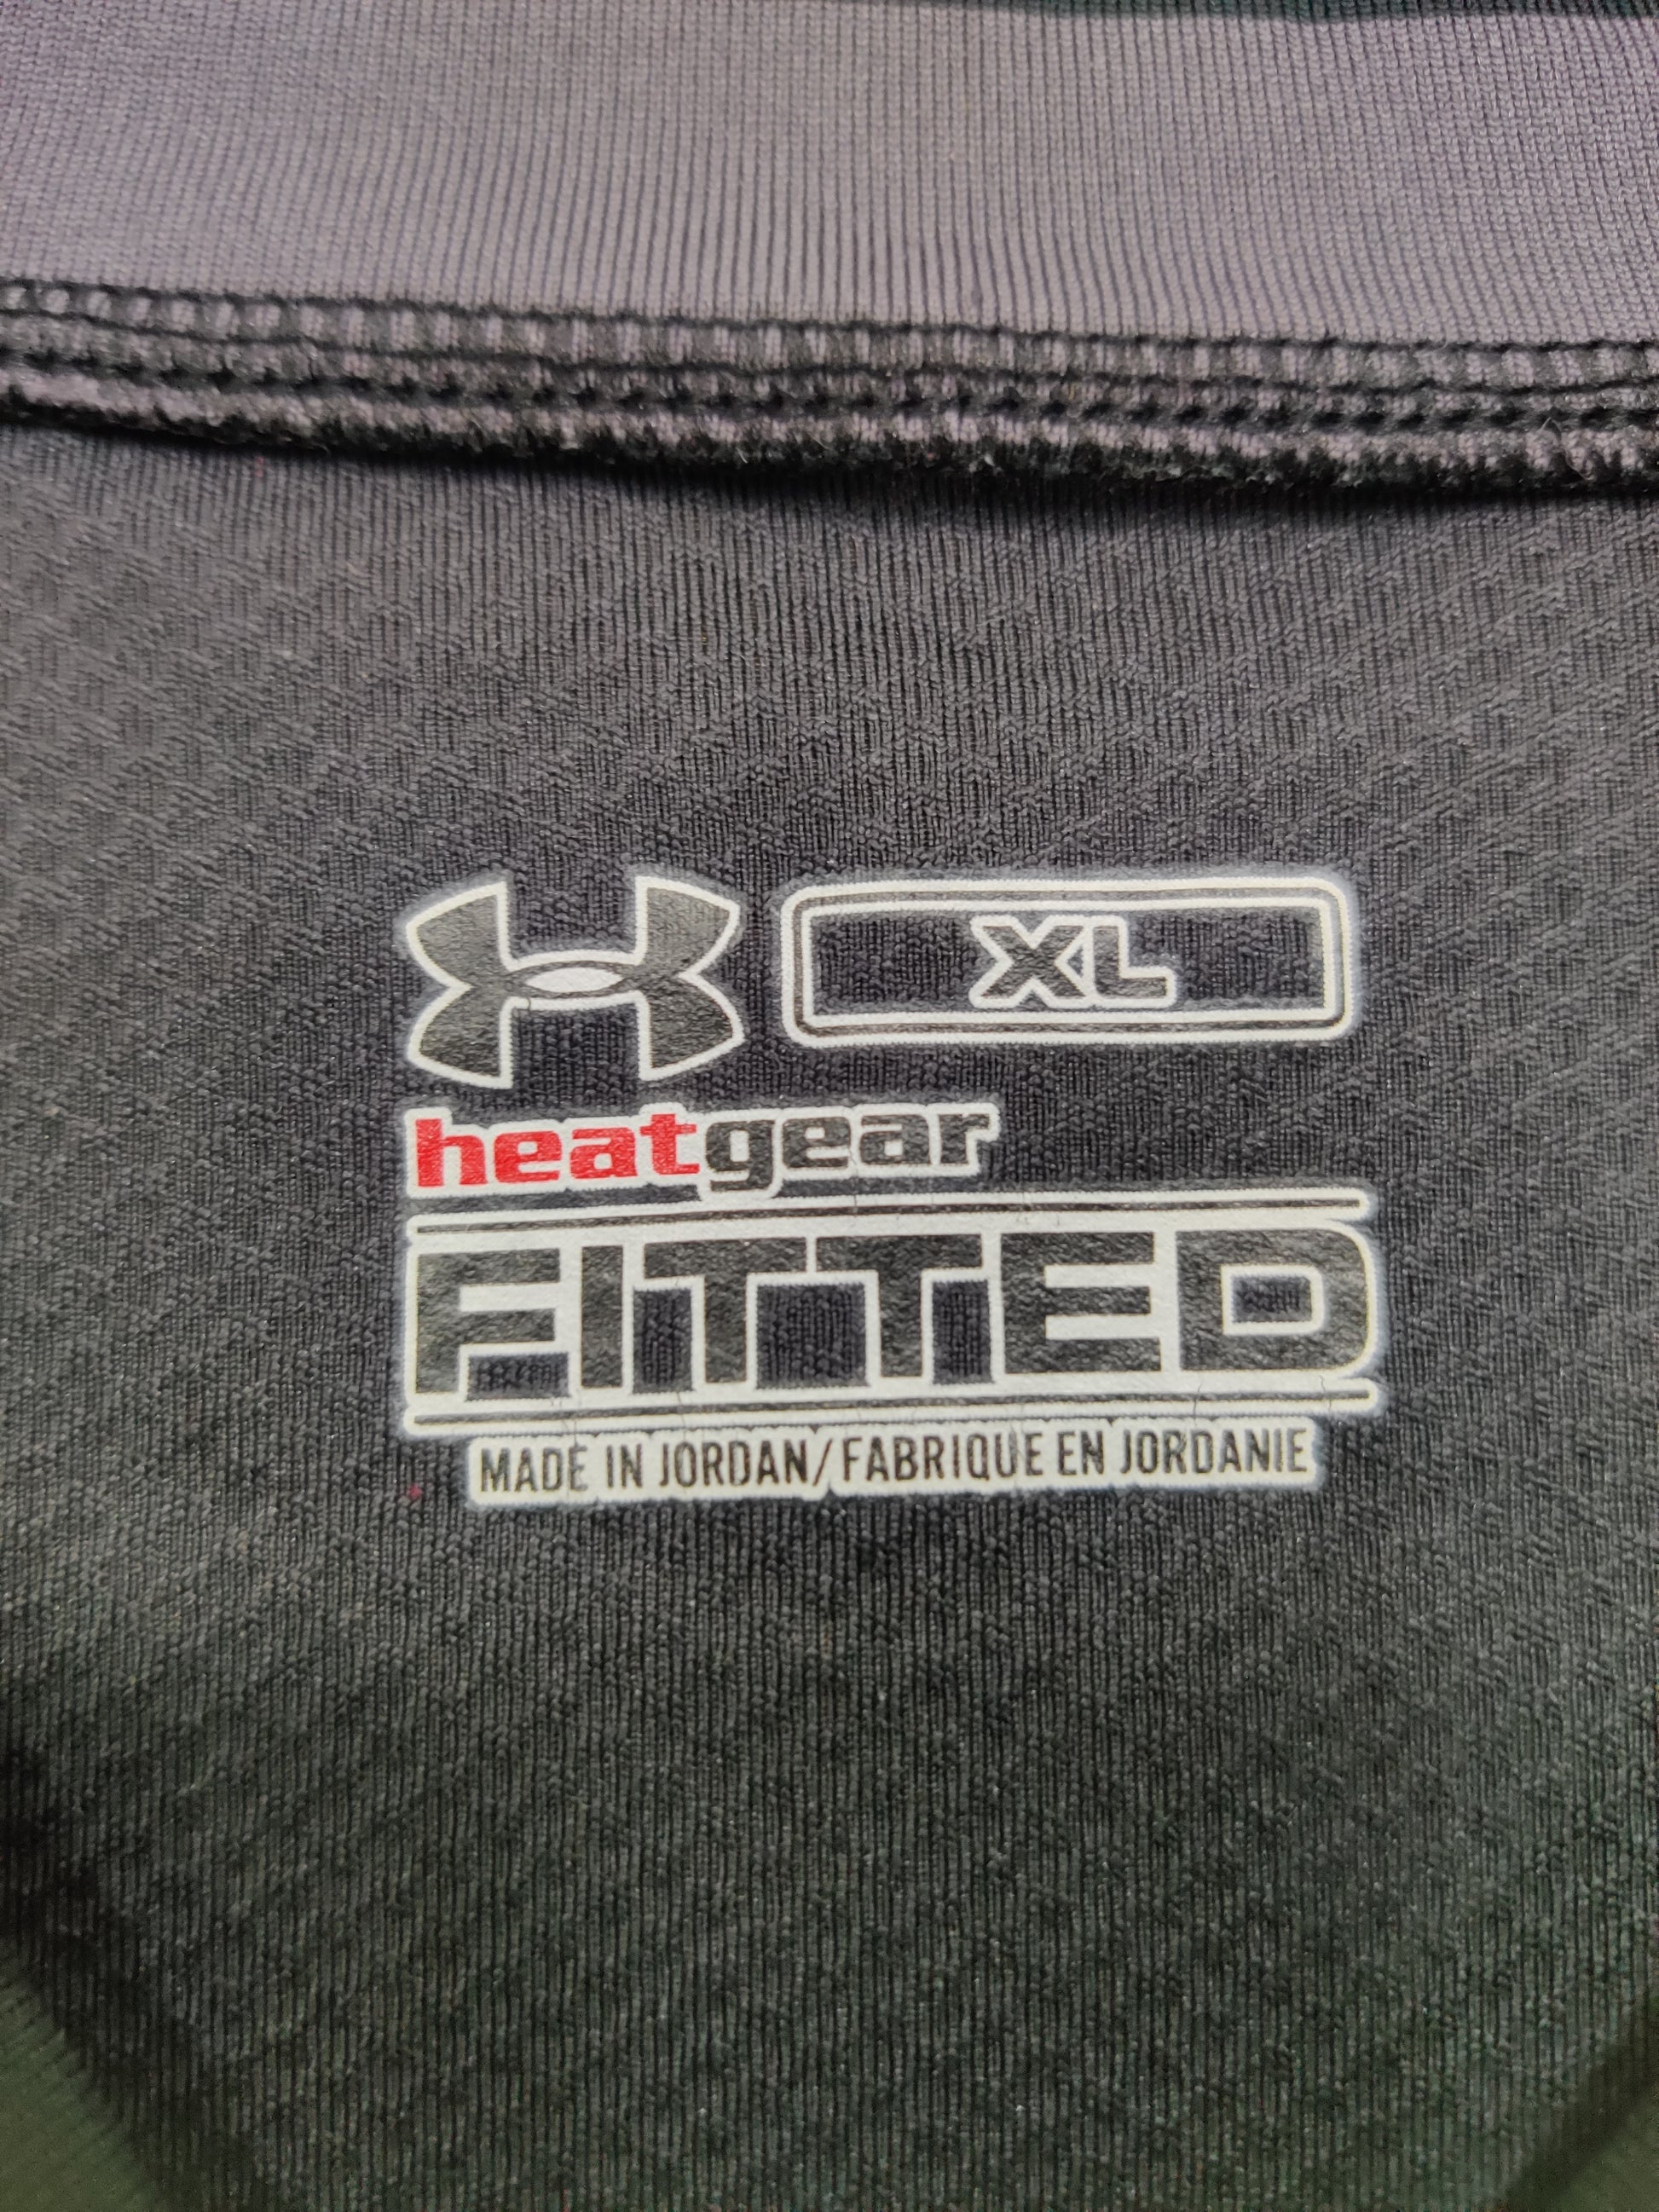 XL
heatgear
FITTED
MADE IN JORDAN/FABRIQUE EN JORDANIE